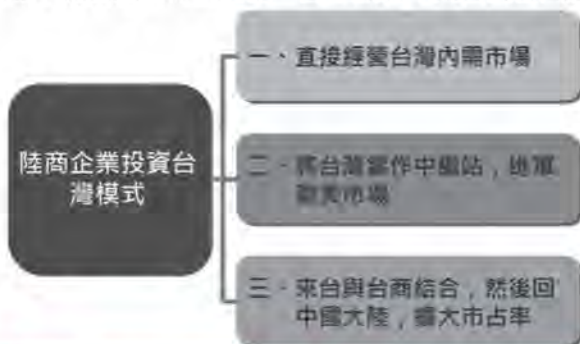 陸商企業投資台
灣模式
一、直接經營台灣內需市場
二、將台灣當作中繼站，進軍
歐美市場
三、來台與台商結合，然後回
中國大陸，擴大市占率